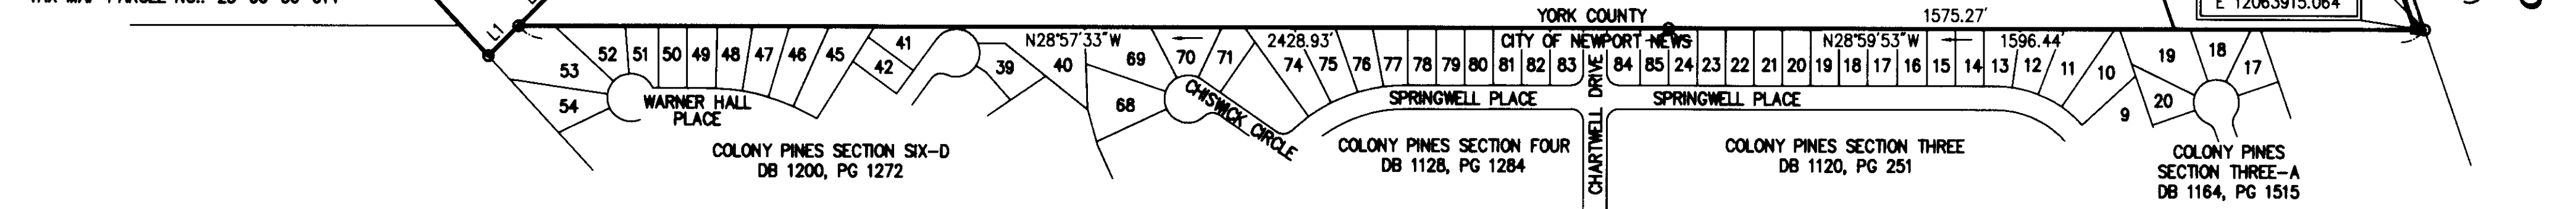 YORK COUNTY
1575.27'
E 12063915.064
L1
N28°57'33"W
2428.93'
CITY OF NEWPORT NEWS
N28°59'53"W
1596.44'
53 52 51 50 49 48 47 46 45 41 42 39 40 69 70 71 74 75 76 77 78 79 80 81 82 83 84 85 24 23 22 21 20 19 18 17 16 15 14 13 12 11 10 19 18 17
54 68 9 20
WARNER HALL
PLACE
CHISWICK CIRCLE
SPRINGWELL PLACE
CHARTWELL DRIVE
SPRINGWELL PLACE
COLONY PINES SECTION SIX-D
DB 1200, PG 1272
COLONY PINES SECTION FOUR
DB 1128, PG 1284
COLONY PINES SECTION THREE
DB 1120, PG 251
COLONY PINES
SECTION THREE-A
DB 1164, PG 1515